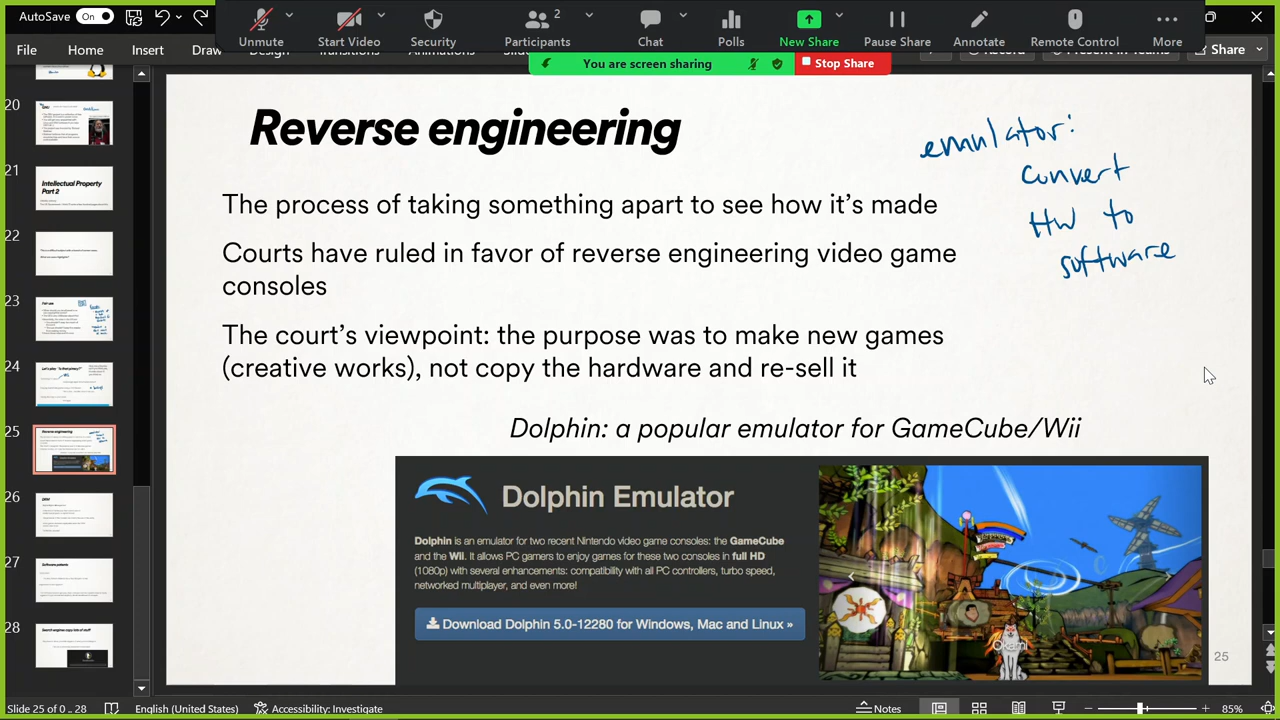 AutoSave On
2
Unmute Start Video Security Participants Chat Polls New Share Pause Share Annotate Remote Control More
File Home Insert Share
You are screen sharing Stop Share
20
21
Intellectual Property
Part 2
22
23
24
25
26
27
28
Reverse engineering
The process of taking something apart to see how it's made
Courts have ruled in favor of reverse engineering video game
consoles
The court's viewpoint: the purpose was to make new games
(creative works), not copy the hardware and re-sell it
emulator:
convert
HW to
software
Dolphin: a popular emulator for GameCube/Wii
Dolphin Emulator
Dolphin is an emulator for two recent Nintendo video game consoles: the GameCube
and the Wii. It allows PC gamers to enjoy games for these two consoles in full HD
(1080p) with several enhancements: compatibility with all PC controllers, turbo speed,
networked multiplayer, and even more!
Download Dolphin 5.0-12280 for Windows, Mac and Linux »
Okami
25
Slide 25 of 0 .. 28 English (United States) Accessibility: Investigate Notes 85%